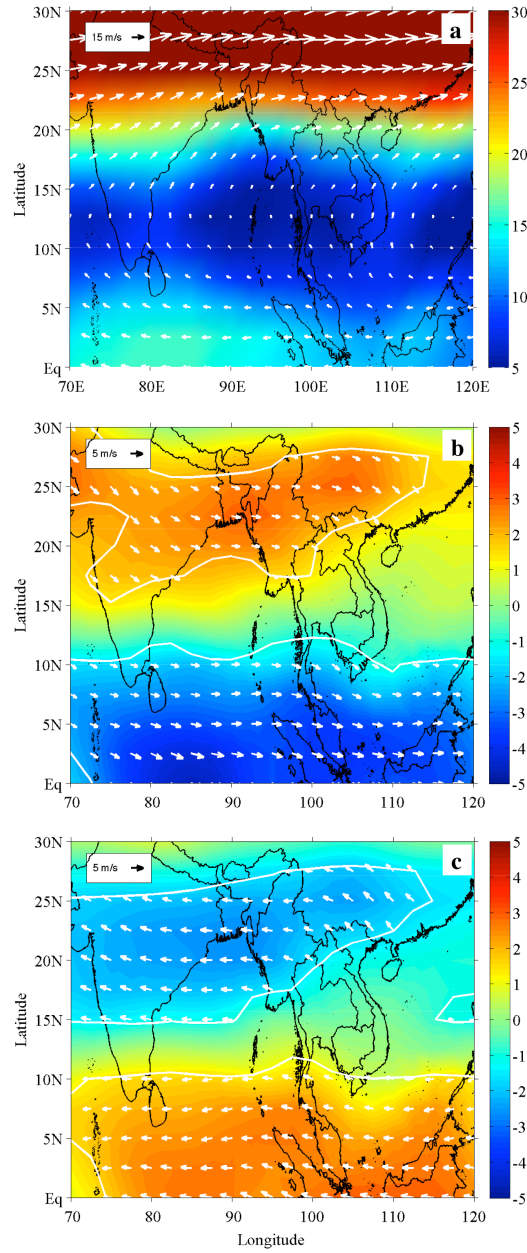 30N
15 m/s
a
30
25N
25
20N
20
Latitude
15N
15
10N
10
5N
5
Eq
0
70E
80E
90E
100E
110E
120E
30N
5 m/s
b
5
4
25N
3
20N
2
1
Latitude
15N
0
-1
10N
-2
5N
-3
-4
Eq
-5
70
80
90
100
110
120
30N
5 m/s
c
5
4
25N
3
20N
2
1
Latitude
15N
0
-1
10N
-2
5N
-3
-4
Eq
-5
70
80
90
100
110
120
Longitude